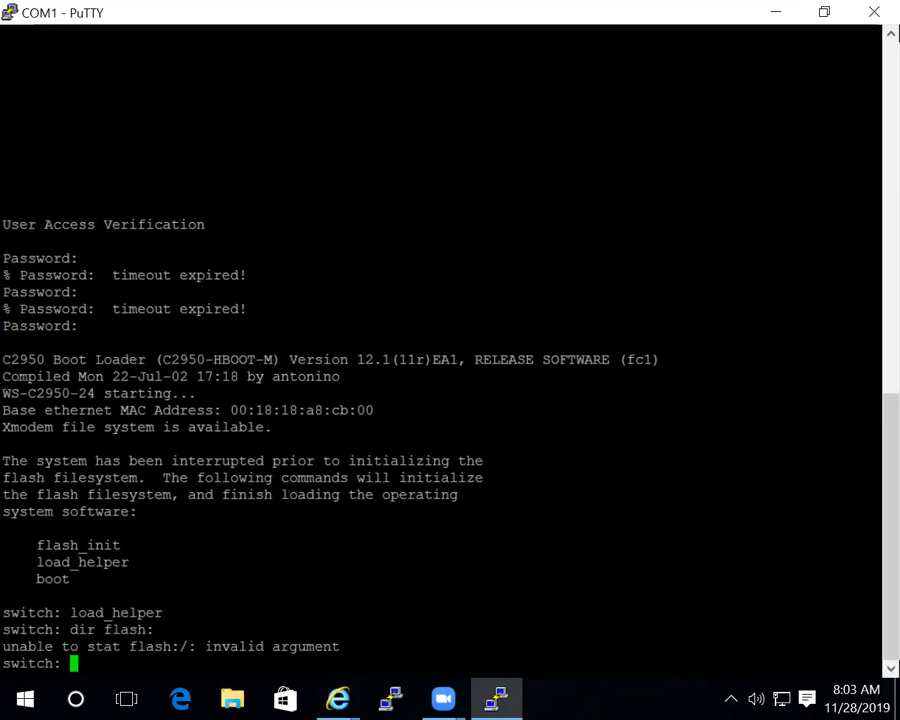 COM1 - PuTTY
User Access Verification
Password:
% Password:  timeout expired!
Password:
% Password:  timeout expired!
Password:
C2950 Boot Loader (C2950-HBOOT-M) Version 12.1(11r)EA1, RELEASE SOFTWARE (fc1)
Compiled Mon 22-Jul-02 17:18 by antonino
WS-C2950-24 starting...
Base ethernet MAC Address: 00:18:18:a8:cb:00
Xmodem file system is available.
The system has been interrupted prior to initializing the
flash filesystem.  The following commands will initialize
the flash filesystem, and finish loading the operating
system software:
flash_init
load_helper
boot
switch: load_helper
switch: dir flash:
unable to stat flash:/: invalid argument
switch:
8:03 AM
11/28/2019